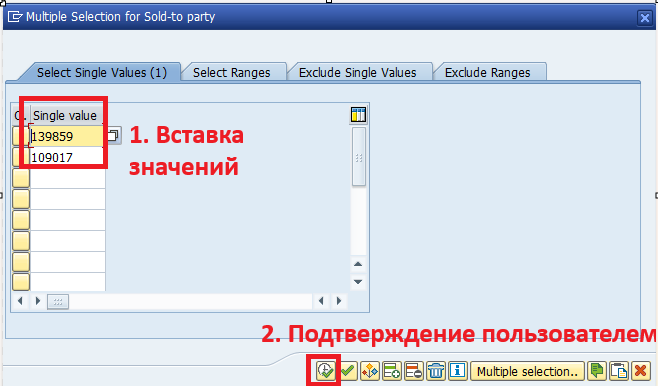 Multiple Selection for Sold-to party
Select Single Values (1)
Select Ranges
Exclude Single Values
Exclude Ranges
O. Single value
139859
109017
1. Вставка
значений
2. Подтверждение пользователем
Multiple selection..